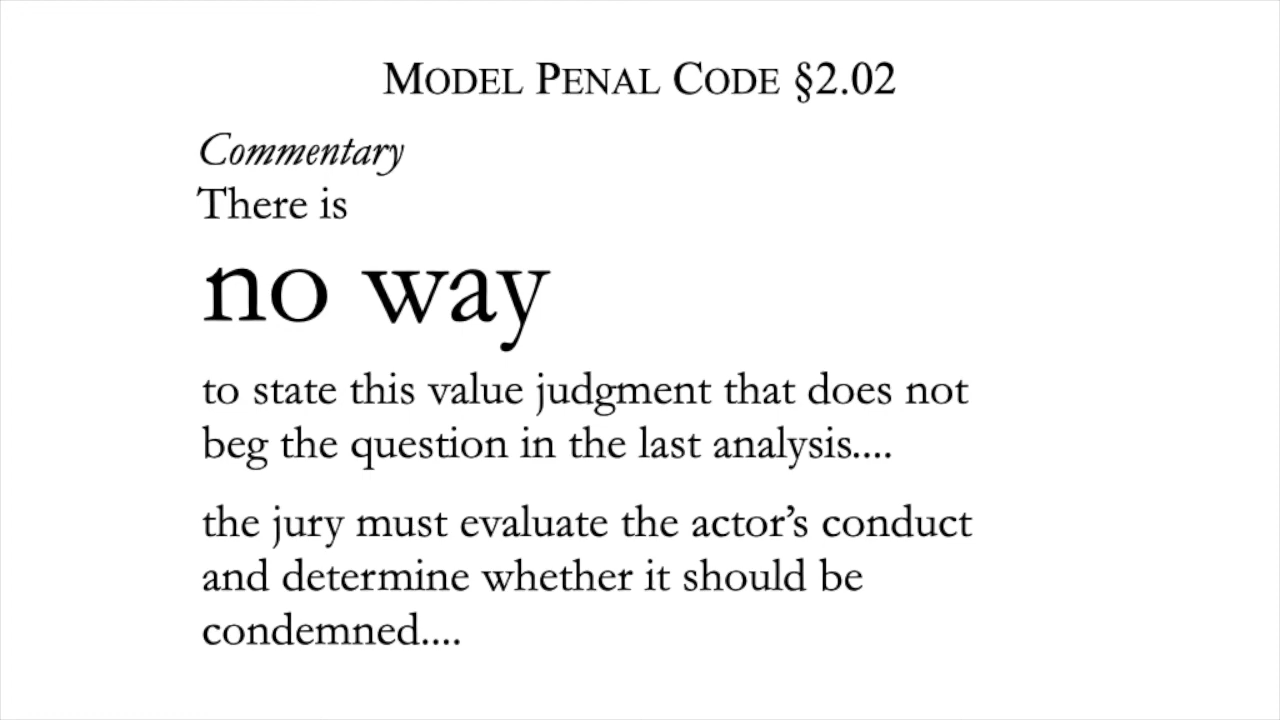 MODEL PENAL CODE §2.02
Commentary
There is
no way
to state this value judgment that does not
beg the question in the last analysis....
the jury must evaluate the actor’s conduct
and determine whether it should be
condemned....